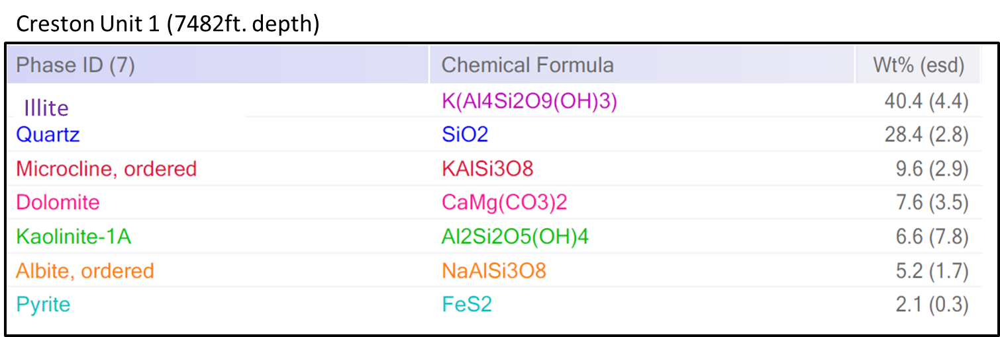 Creston Unit 1 (7482ft. depth)
Phase ID (7) Chemical Formula Wt% (esd)
Illite K(Al4Si2O9(OH)3) 40.4 (4.4)
Quartz SiO2 28.4 (2.8)
Microcline, ordered KAlSi3O8 9.6 (2.9)
Dolomite CaMg(CO3)2 7.6 (3.5)
Kaolinite-1A Al2Si2O5(OH)4 6.6 (7.8)
Albite, ordered NaAlSi3O8 5.2 (1.7)
Pyrite FeS2 2.1 (0.3)